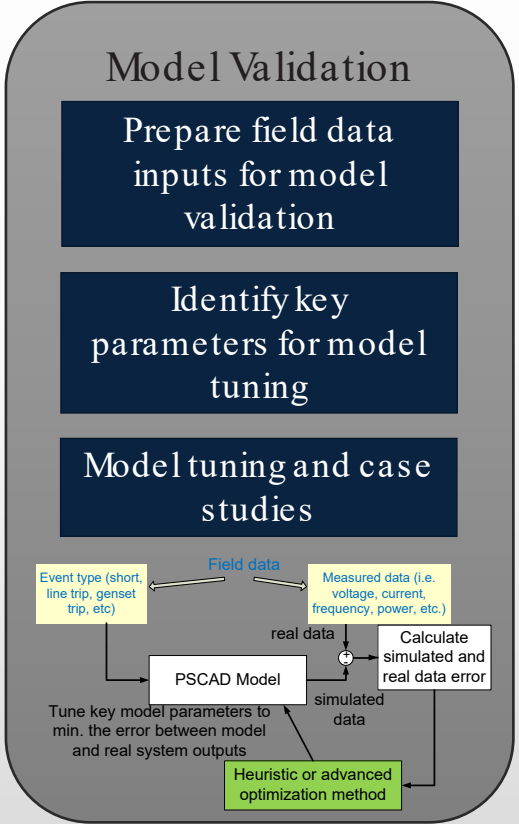 Model Validation
Prepare field data
inputs for model
validation
Identify key
parameters for model
tuning
Model tuning and case
studies
Field data
Event type (short,
line trip, genset
trip, etc)
Measured data (i.e.
voltage, current,
frequency, power, etc.)
real data
+
-
Calculate
simulated and
real data error
PSCAD Model
simulated
data
Tune key model parameters to
min. the error between model
and real system outputs
Heuristic or advanced
optimization method